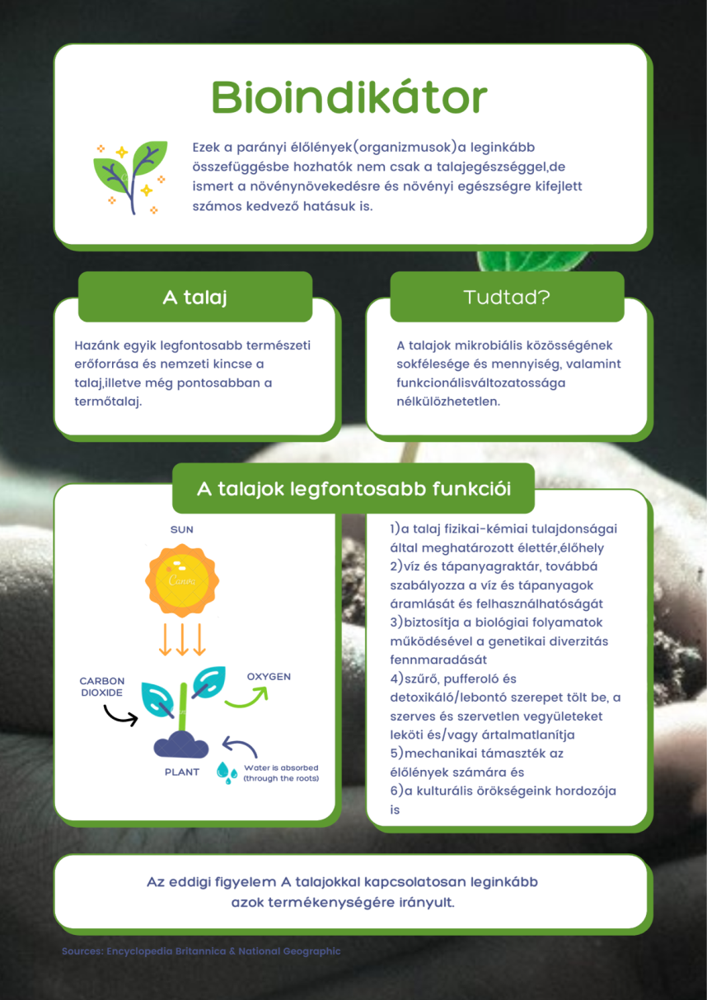 Bioindikátor
Ezek a parányi élőlények(organizmusok)a leginkább
összefüggésbe hozhatók nem csak a talajegészséggel,de
ismert a növénynövekedésre és növényi egészségre kifejlett
számos kedvező hatásuk is.
A talaj
Hazánk egyik legfontosabb természeti
erőforrása és nemzeti kincse a
talaj,illetve még pontosabban a
termőtalaj.
Tudtad?
A talajok mikrobiális közösségének
sokfélesége és mennyiség, valamint
funkcionálisváltozatossága
nélkülözhetetlen.
A talajok legfontosabb funkciói
SUN
Canva
CARBON
DIOXIDE
OXYGEN
PLANT
Water is absorbed
(through the roots)
1)a talaj fizikai-kémiai tulajdonságai
által meghatározott élettér,élőhely
2)víz és tápanyagraktár, továbbá
szabályozza a víz és tápanyagok
áramlását és felhasználhatóságát
3)biztosítja a biológiai folyamatok
működésével a genetikai diverzitás
fennmaradását
4)szűrő, pufferoló és
detoxikáló/lebontó szerepet tölt be, a
szerves és szervetlen vegyületeket
leköti és/vagy ártalmatlanítja
5)mechanikai támaszték az
élőlények számára és
6)a kulturális örökségeink hordozója
is
Az eddigi figyelem A talajokkal kapcsolatosan leginkább
azok termékenységére irányult.
Sources: Encyclopedia Britannica & National Geographic